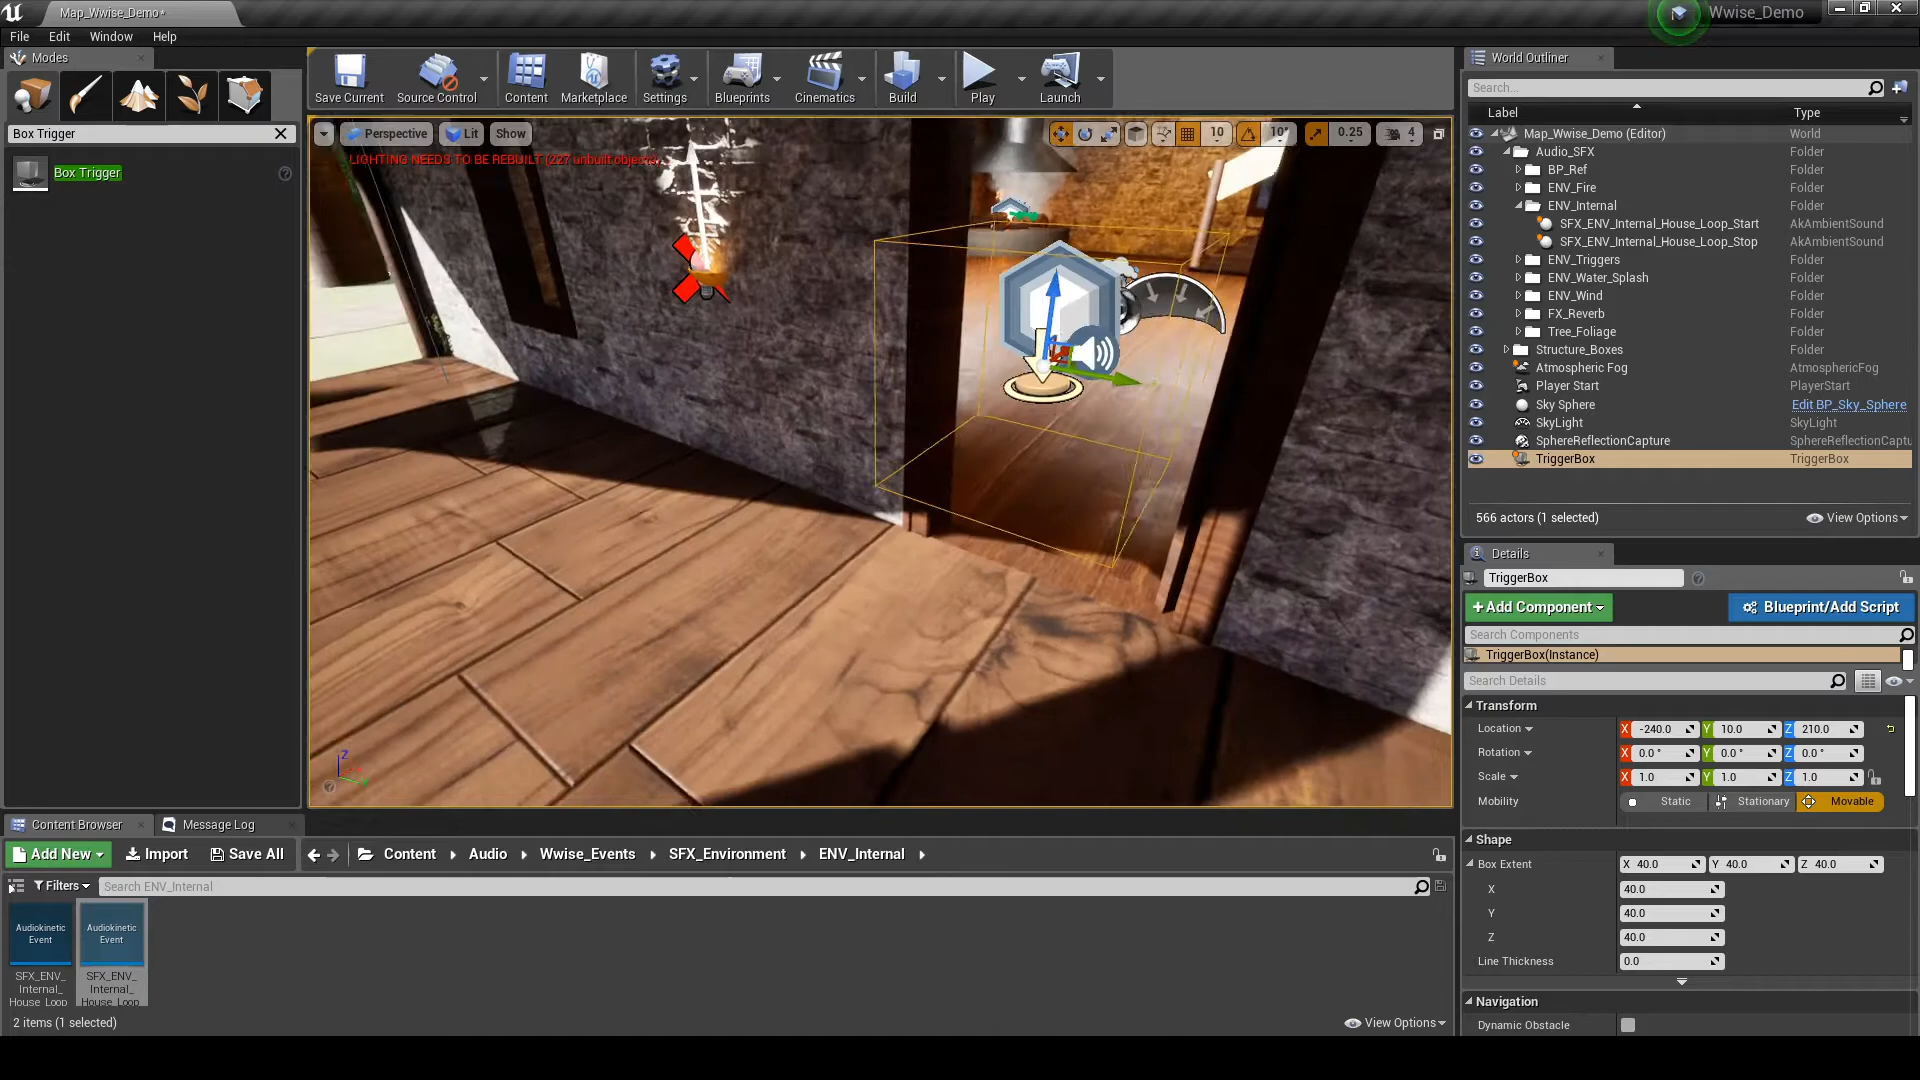 Map_Wwise_Demo*
Wwise_Demo
File Edit Window Help
Modes
World Outliner
Save Current
Source Control
Content
Marketplace
Settings
Blueprints
Cinematics
Build
Play
Launch
Search...
Label Type
Box Trigger
Perspective Lit Show 10 10° 0.25 4
LIGHTING NEEDS TO BE REBUILT (227 unbuilt objects)
Box Trigger
Map_Wwise_Demo (Editor) World
Audio_SFX Folder
BP_Ref Folder
ENV_Fire Folder
ENV_Internal Folder
SFX_ENV_Internal_House_Loop_Start AkAmbientSound
SFX_ENV_Internal_House_Loop_Stop AkAmbientSound
ENV_Triggers Folder
ENV_Water_Splash Folder
ENV_Wind Folder
FX_Reverb Folder
Tree_Foliage Folder
Structure_Boxes Folder
Atmospheric Fog AtmosphericFog
Player Start PlayerStart
Sky Sphere Edit BP_Sky_Sphere
SkyLight SkyLight
SphereReflectionCapture SphereReflectionCaptu
TriggerBox TriggerBox
566 actors (1 selected) View Options
Details
TriggerBox
+Add Component
Blueprint/Add Script
Search Components
TriggerBox(Instance)
Search Details
Transform
Location X -240.0 Y 10.0 Z 210.0
Rotation X 0.0 ° Y 0.0 ° Z 0.0 °
Scale X 1.0 Y 1.0 Z 1.0
Mobility Static Stationary Movable
Shape
Box Extent X 40.0 Y 40.0 Z 40.0
X 40.0
Y 40.0
Z 40.0
Line Thickness 0.0
Navigation
Dynamic Obstacle
Z
Content Browser
Message Log
Add New Import Save All Content Audio Wwise_Events SFX_Environment ENV_Internal
Filters Search ENV_Internal
Audiokinetic
Event
SFX_ENV_
Internal_
House_Loop
Audiokinetic
Event
SFX_ENV_
Internal_
House_Loop
2 items (1 selected) View Options